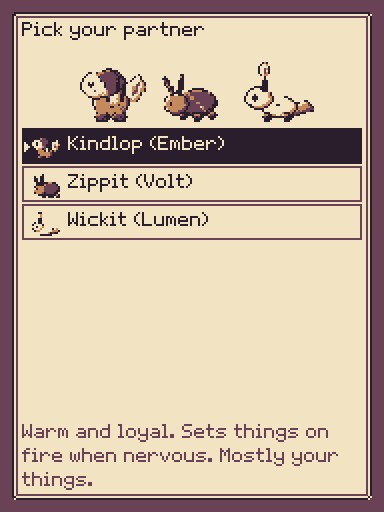 Pick your partner
Kindlop (Ember)
Zippit (Volt)
Wickit (Lumen)
Warm and loyal. Sets things on
fire when nervous. Mostly your
things.